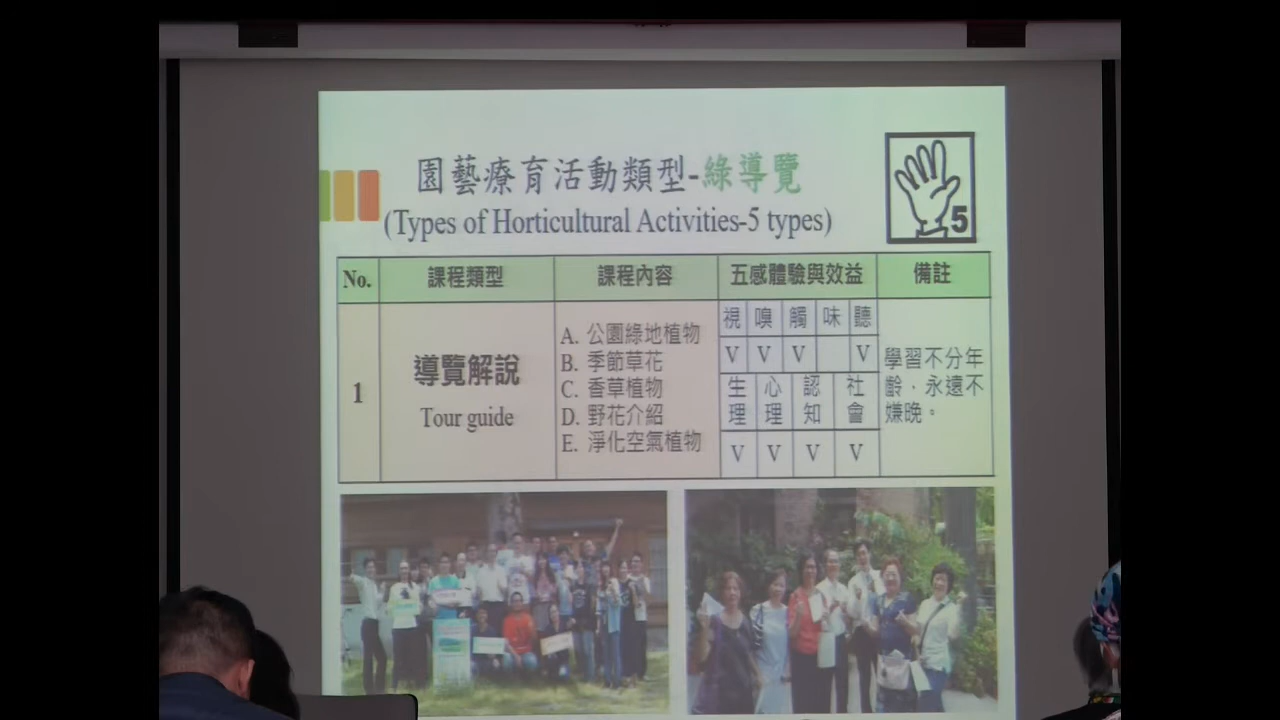 園藝療育活動類型-綠導覽
(Types of Horticultural Activities-5 types)
5
No. 課程類型 課程內容 五感體驗與效益 備註
1
導覽解說
Tour guide
A. 公園綠地植物
B. 季節草花
C. 香草植物
D. 野花介紹
E. 淨化空氣植物
視 嗅 觸 味 聽
V V V V
生理 心理 認知 社會
V V V V
學習不分年
齡，永遠不
嫌晚。